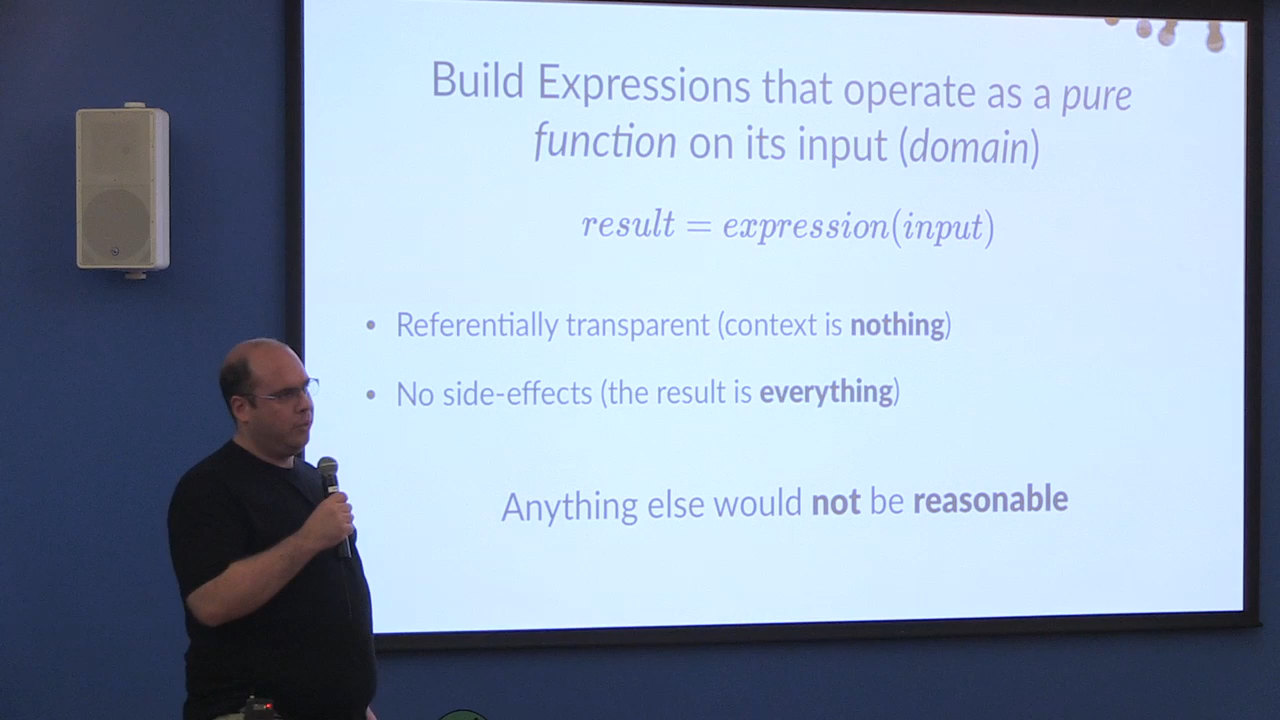 Build Expressions that operate as a pure
function on its input (domain)
result = expression(input)
• Referentially transparent (context is nothing)
• No side-effects (the result is everything)
Anything else would not be reasonable